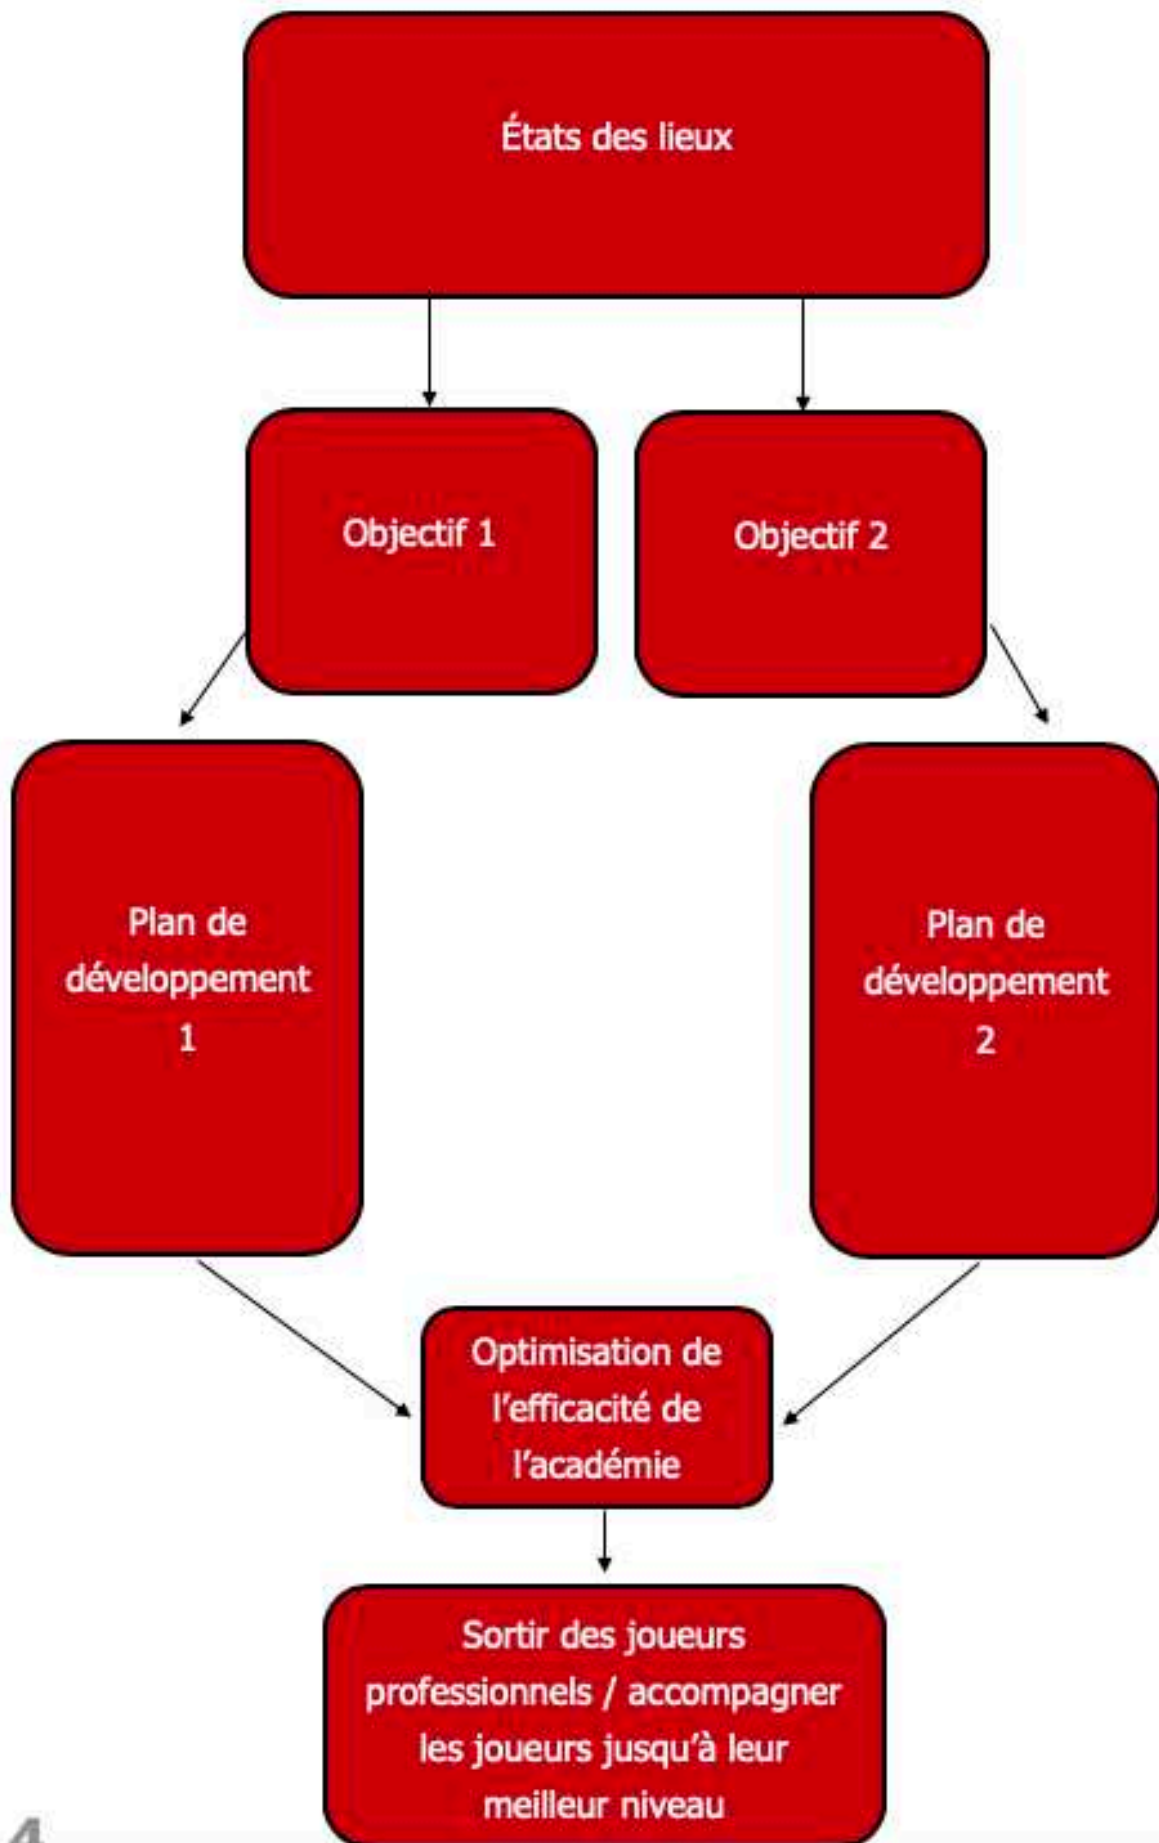 États des lieux
Objectif 1
Objectif 2
Plan de
développement
1
Plan de
développement
2
Optimisation de
l'efficacité de
l'académie
Sortir des joueurs
professionnels / accompagner
les joueurs jusqu'à leur
meilleur niveau
4